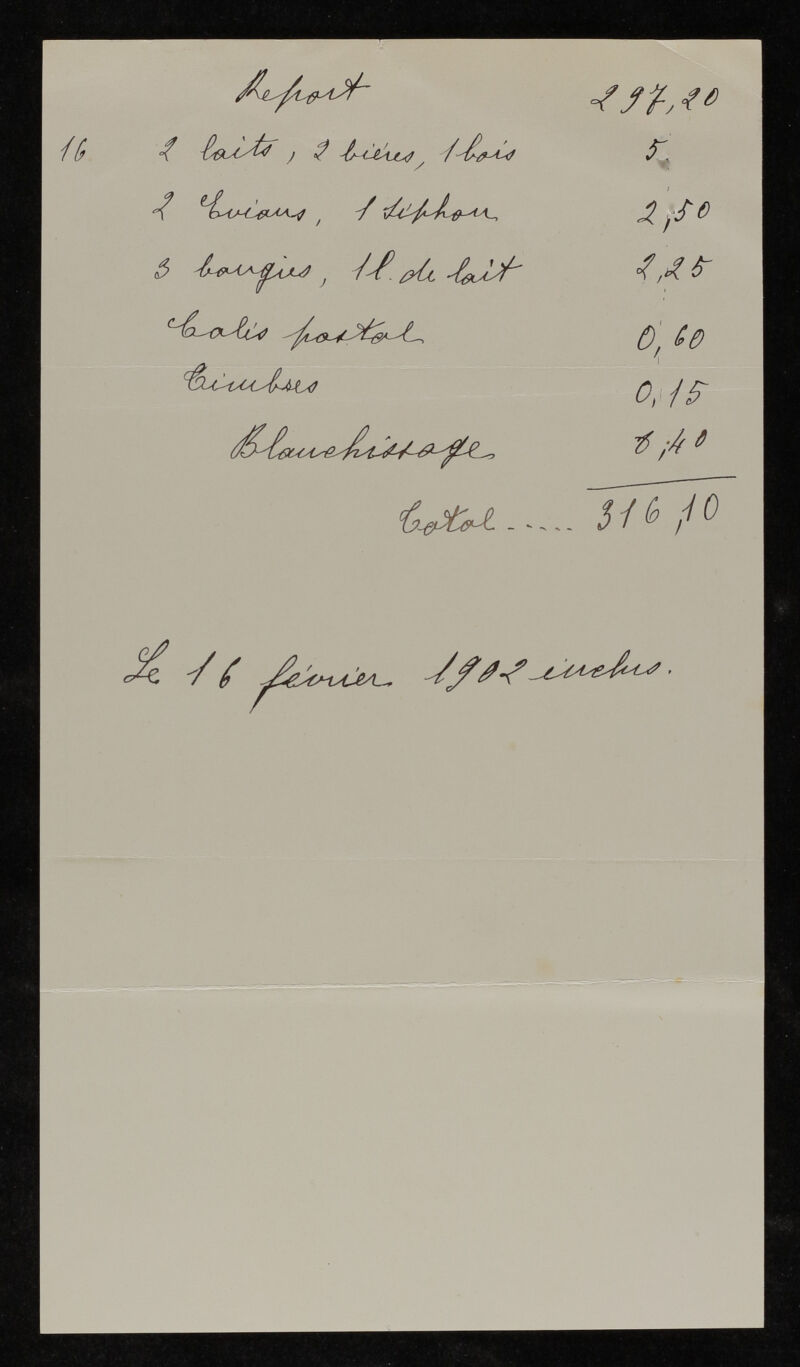 Report 297,20
16 2 laits, 2 bières, 1 bois 5
2 Evians, 1 siphon 2,50
3 bougies, 1 l. de lait 2,25
Colis postal 0,60
Timbres 0,15
Blanchissage 8,40
Total ..... 316,10
Le 16 février 1902 inclus.